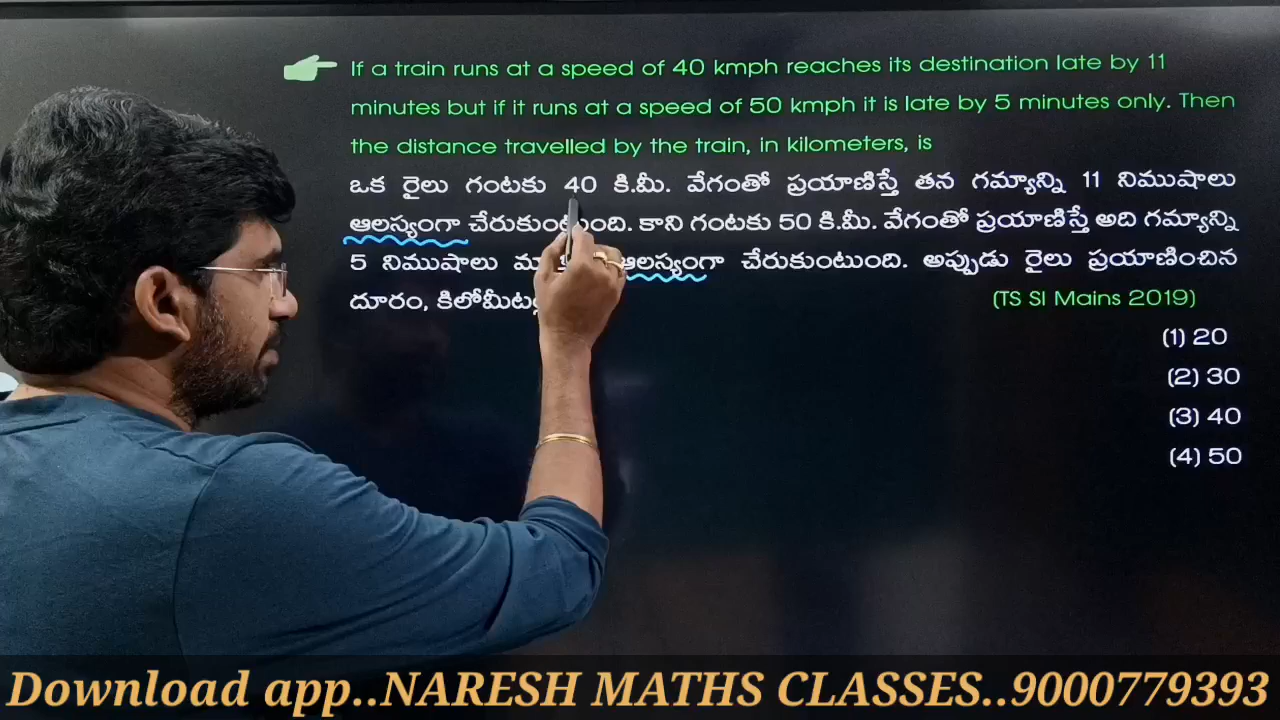 If a train runs at a speed of 40 kmph reaches its destination late by 11
minutes but if it runs at a speed of 50 kmph it is late by 5 minutes only. Then
the distance travelled by the train, in kilometers, is
ఒక రైలు గంటకు 40 కి.మీ. వేగంతో ప్రయాణిస్తే తన గమ్యాన్ని 11 నిముషాలు
ఆలస్యంగా చేరుకుంటుంది. కాని గంటకు 50 కి.మీ. వేగంతో ప్రయాణిస్తే అది గమ్యాన్ని
5 నిముషాలు ఆలస్యంగా చేరుకుంటుంది. అప్పుడు రైలు ప్రయాణించిన
దూరం,
(TS SI Mains 2019)
(1) 20
(2) 30
(3) 40
(4) 50
Download app..NARESH MATHS CLASSES..9000779393